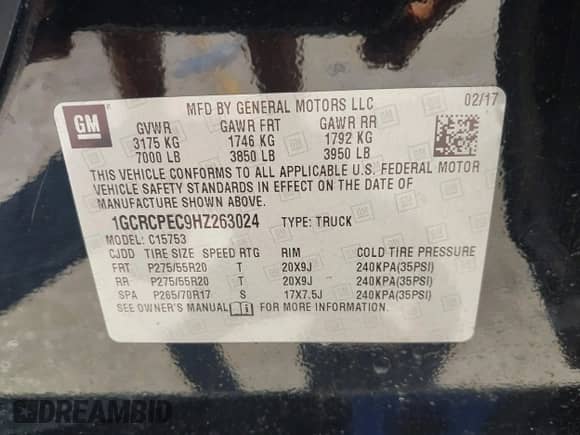 MFD BY GENERAL MOTORS LLC 02/17
GM
GVWR GAWR FRT GAWR RR
3175 KG 1746 KG 1792 KG
7000 LB 3850 LB 3950 LB
THIS VEHICLE CONFORMS TO ALL APPLICABLE U.S. FEDERAL MOTOR
VEHICLE SAFETY STANDARDS IN EFFECT ON THE DATE OF
MANUFACTURE SHOWN ABOVE.
1GCRCPEC9HZ263024 TYPE: TRUCK
MODEL: C15753
CJDD TIRE SIZE SPEED RTG RIM COLD TIRE PRESSURE
FRT P275/55R20 T 20X9J 240KPA(35PSI)
RR P275/55R20 T 20X9J 240KPA(35PSI)
SPA P265/70R17 S 17X7.5J 240KPA(35PSI)
SEE OWNER'S MANUAL FOR MORE INFORMATION.
DREAMBID